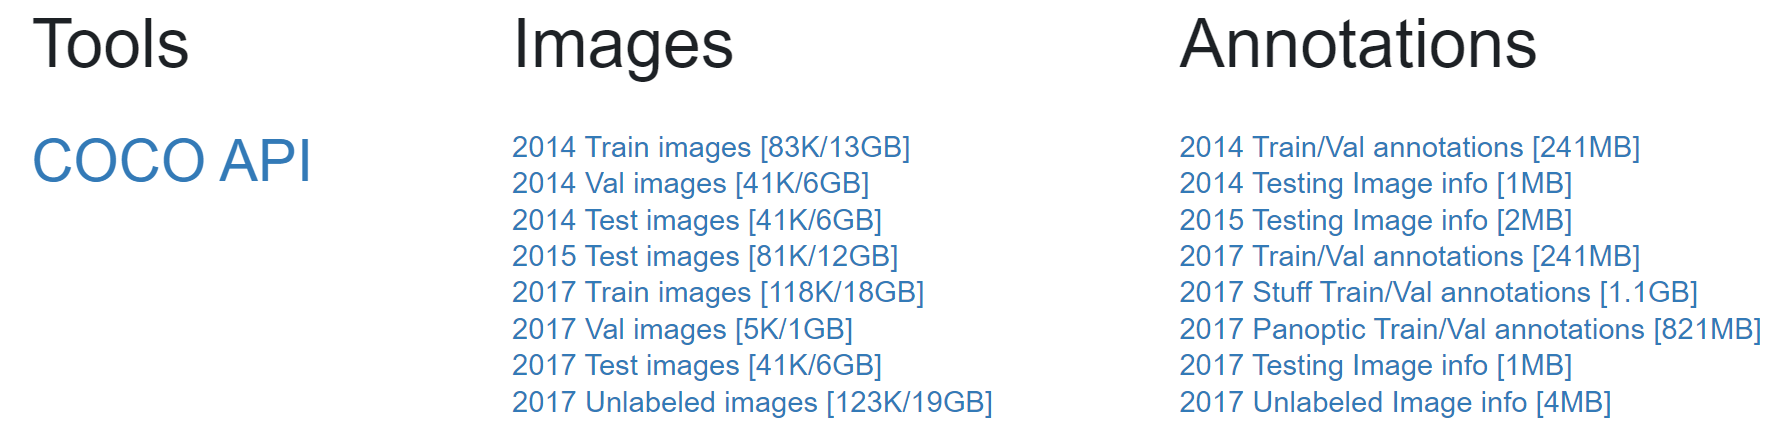 Tools
COCO API
Images
2014 Train images [83K/13GB]
2014 Val images [41K/6GB]
2014 Test images [41K/6GB]
2015 Test images [81K/12GB]
2017 Train images [118K/18GB]
2017 Val images [5K/1GB]
2017 Test images [41K/6GB]
2017 Unlabeled images [123K/19GB]
Annotations
2014 Train/Val annotations [241MB]
2014 Testing Image info [1MB]
2015 Testing Image info [2MB]
2017 Train/Val annotations [241MB]
2017 Stuff Train/Val annotations [1.1GB]
2017 Panoptic Train/Val annotations [821MB]
2017 Testing Image info [1MB]
2017 Unlabeled Image info [4MB]